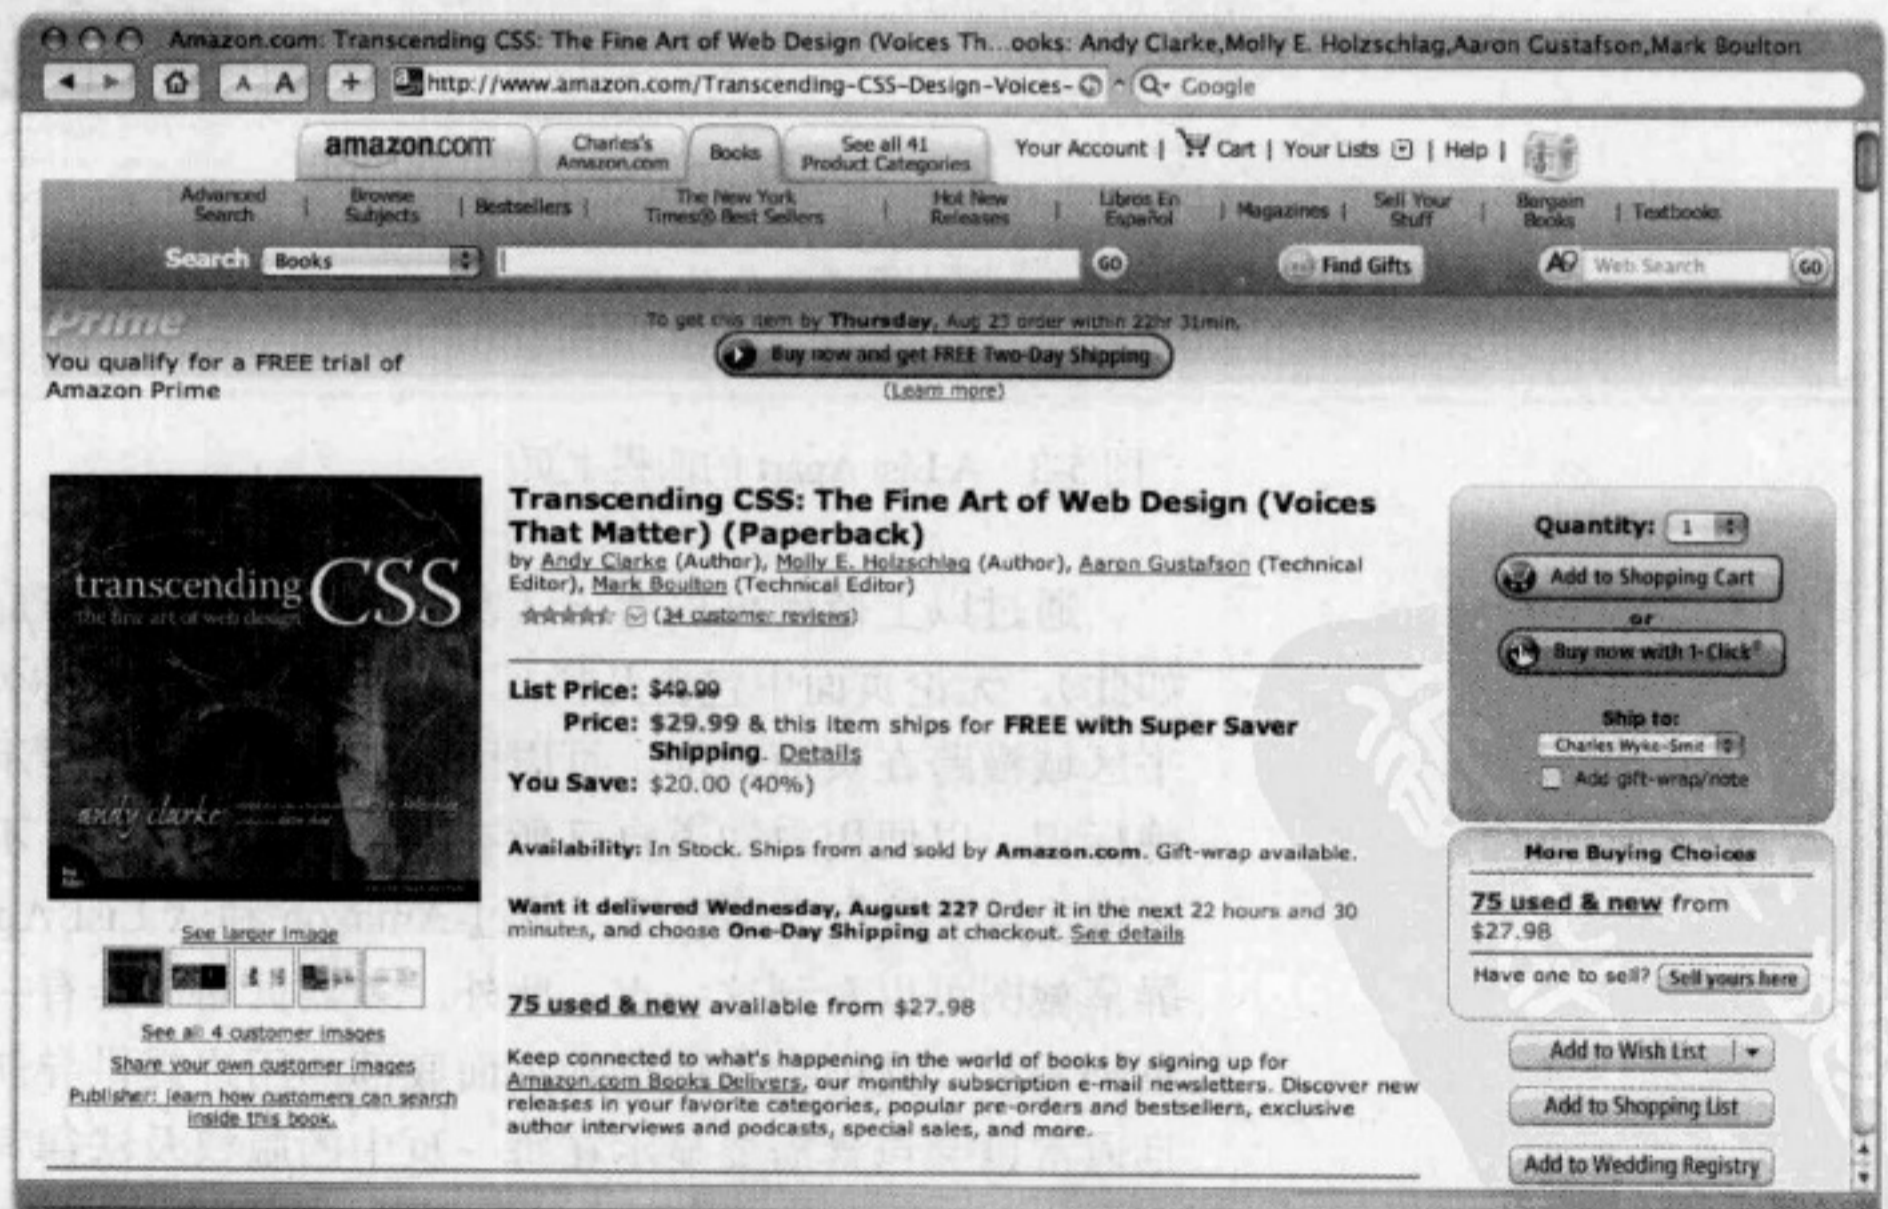 Amazon.com: Transcending CSS: The Fine Art of Web Design (Voices Th...ooks: Andy Clarke,Molly E. Holzschlag,Aaron Gustafson,Mark Boulton
A A + http://www.amazon.com/Transcending-CSS-Design-Voices- Google
amazon.com
Charles's
Amazon.com
Books
See all 41
Product Categories
Your Account | Cart | Your Lists | Help |
Advanced
Search
Browse
Subjects
Bestsellers
The New York
Times® Best Sellers
Hot New
Releases
Libros En
Español
Magazines
Sell Your
Stuff
Bargain
Books
Textbooks
Search Books GO Find Gifts A9 Web Search GO
Prime
You qualify for a FREE trial of
Amazon Prime
To get this item by Thursday, Aug 23 order within 22hr 31min.
Buy now and get FREE Two-Day Shipping
(Learn more)
transcending CSS
the fine art of web design
andy clarke
See larger image
See all 4 customer images
Share your own customer images
Publisher: learn how customers can search
inside this book.
Transcending CSS: The Fine Art of Web Design (Voices
That Matter) (Paperback)
by Andy Clarke (Author), Molly E. Holzschlag (Author), Aaron Gustafson (Technical
Editor), Mark Boulton (Technical Editor)
(34 customer reviews)
List Price: $49.99
Price: $29.99 & this item ships for FREE with Super Saver
Shipping. Details
You Save: $20.00 (40%)
Availability: In Stock. Ships from and sold by Amazon.com. Gift-wrap available.
Want it delivered Wednesday, August 22? Order it in the next 22 hours and 30
minutes, and choose One-Day Shipping at checkout. See details
75 used & new available from $27.98
Keep connected to what's happening in the world of books by signing up for
Amazon.com Books Delivers, our monthly subscription e-mail newsletters. Discover new
releases in your favorite categories, popular pre-orders and bestsellers, exclusive
author interviews and podcasts, special sales, and more.
Quantity: 1
Add to Shopping Cart
or
Buy now with 1-Click®
Ship to:
Charles Wyke-Smit
Add gift-wrap/note
More Buying Choices
75 used & new from
$27.98
Have one to sell? Sell yours here
Add to Wish List
Add to Shopping List
Add to Wedding Registry